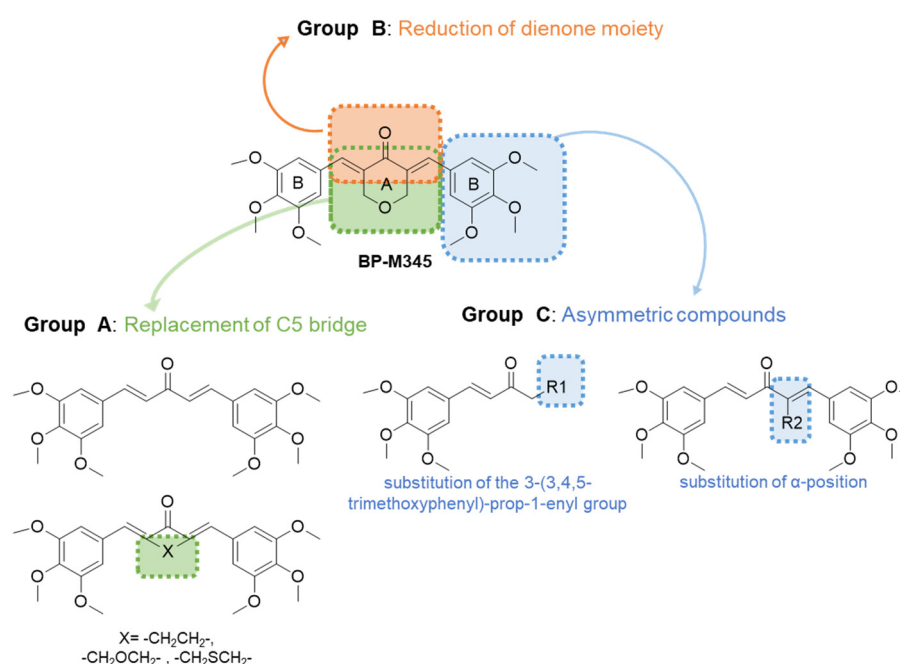 Group B: Reduction of dienone moiety
O
O
O
B
A
B
O
O
O
O
O
BP-M345
Group A: Replacement of C5 bridge
Group C: Asymmetric compounds
O
O
O
O
O
O
O
O
O
O
R1
O
O
O
O
R2
O
O
O
O
O
substitution of the 3-(3,4,5-
trimethoxyphenyl)-prop-1-enyl group
substitution of α-position
O
O
O
X
O
O
O
O
X= -CH₂CH₂-,
-CH₂OCH₂- , -CH₂SCH₂-